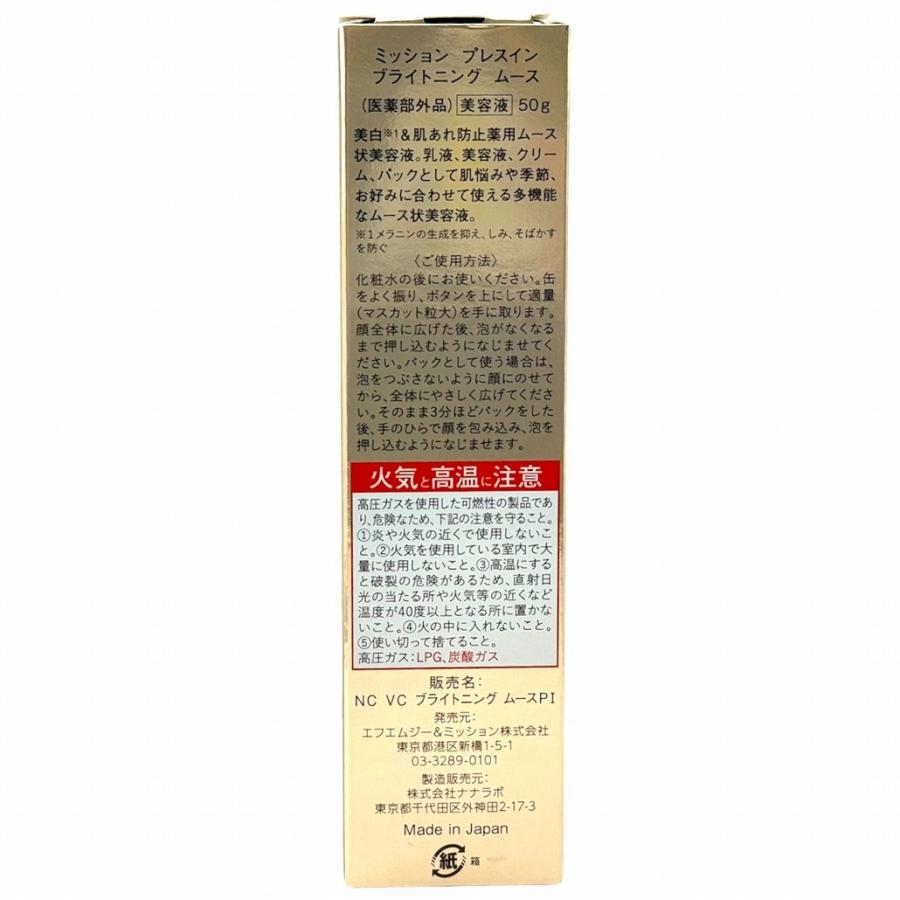 ミッション プレスイン
ブライトニング ムース
(医薬部外品) 美容液 50g
美白※1&肌あれ防止薬用ムース
状美容液。乳液、美容液、クリー
ム、パックとして肌悩みや季節、
お好みに合わせて使える多機能
なムース状美容液。
※1メラニンの生成を抑え、しみ、そばかす
を防ぐ
〈ご使用方法〉
化粧水の後にお使いください。缶
をよく振り、ボタンを上にして適量
(マスカット粒大)を手に取ります。
顔全体に広げた後、泡がなくなる
まで押し込むようになじませてく
ださい。パックとして使う場合は、
泡をつぶさないように顔にのせて
から、全体にやさしく広げてくださ
い。そのまま3分ほどパックをした
後、手のひらで顔を包み込み、泡を
押し込むようになじませます。
火気と高温に注意
高圧ガスを使用した可燃性の製品であ
り、危険なため、下記の注意を守ること。
①炎や火気の近くで使用しないこ
と。②火気を使用している室内で大
量に使用しないこと。③高温にする
と破裂の危険があるため、直射日
光の当たる所や火気等の近くなど
温度が40度以上となる所に置かな
いこと。④火の中に入れないこと。
⑤使い切って捨てること。
高圧ガス:LPG、炭酸ガス
販売名:
NC VC ブライトニング ムースPI
発売元:
エフエムジー&ミッション株式会社
東京都港区新橋1-5-1
03-3289-0101
製造販売元:
株式会社ナナラボ
東京都千代田区外神田2-17-3
Made in Japan
紙 箱